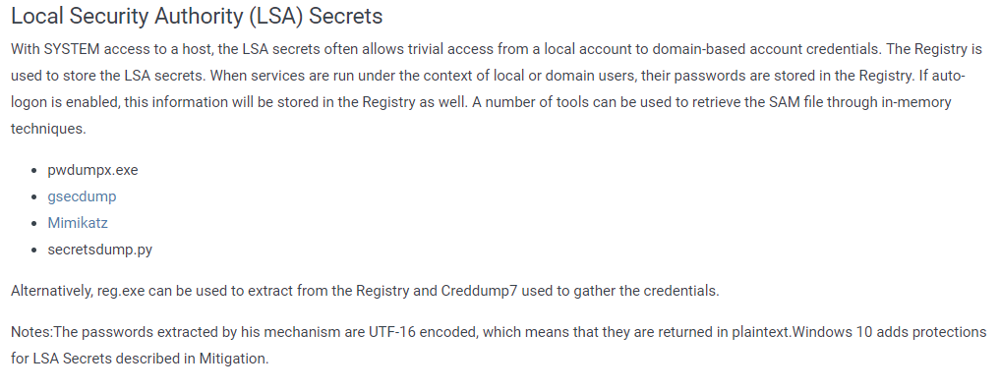 Local Security Authority (LSA) Secrets
With SYSTEM access to a host, the LSA secrets often allows trivial access from a local account to domain-based account credentials. The Registry is
used to store the LSA secrets. When services are run under the context of local or domain users, their passwords are stored in the Registry. If auto-
logon is enabled, this information will be stored in the Registry as well. A number of tools can be used to retrieve the SAM file through in-memory
techniques.
• pwdumpx.exe
• gsecdump
• Mimikatz
• secretsdump.py
Alternatively, reg.exe can be used to extract from the Registry and Creddump7 used to gather the credentials.
Notes:The passwords extracted by his mechanism are UTF-16 encoded, which means that they are returned in plaintext.Windows 10 adds protections
for LSA Secrets described in Mitigation.